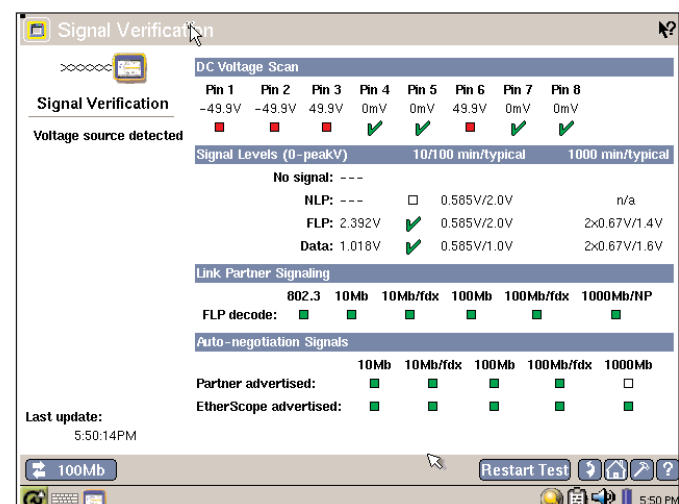 Signal Verification
Signal Verification
Voltage source detected
DC Voltage Scan
Pin 1 Pin 2 Pin 3 Pin 4 Pin 5 Pin 6 Pin 7 Pin 8
-49.9V -49.9V 49.9V 0mV 0mV 49.9V 0mV 0mV
Signal Levels (0-peakV) 10/100 min/typical 1000 min/typical
No signal: ---
NLP: --- 0.585V/2.0V n/a
FLP: 2.392V 0.585V/2.0V 2×0.67V/1.4V
Data: 1.018V 0.585V/1.0V 2×0.67V/1.6V
Link Partner Signaling
802.3 10Mb 10Mb/fdx 100Mb 100Mb/fdx 1000Mb/NP
FLP decode:
Auto-negotiation Signals
10Mb 10Mb/fdx 100Mb 100Mb/fdx 1000Mb
Partner advertised:
EtherScope advertised:
Last update:
5:50:14PM
100Mb
Restart Test
?
5:50 PM